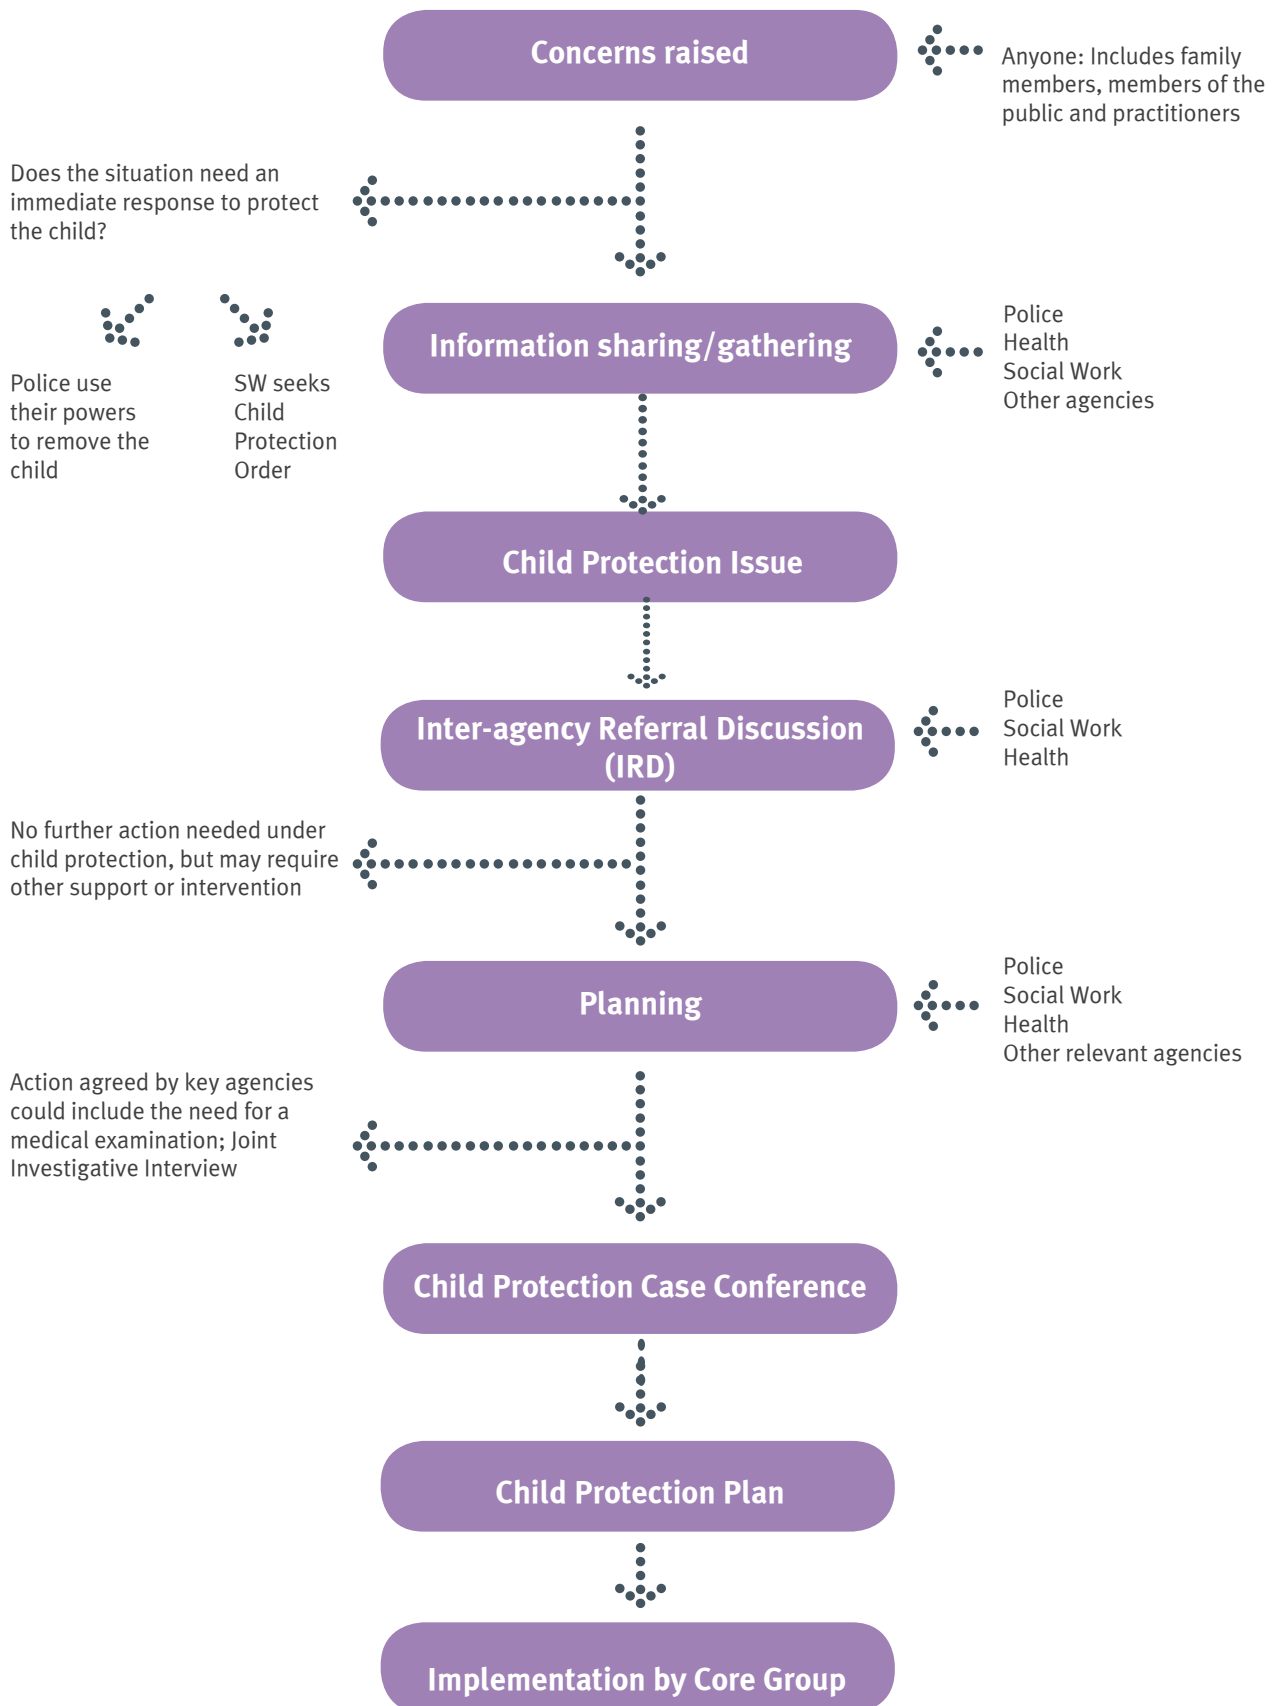 Concerns raised
Anyone: Includes family
members, members of the
public and practitioners
Does the situation need an
immediate response to protect
the child?
Police use
their powers
to remove the
child
SW seeks
Child
Protection
Order
Information sharing/gathering
Police
Health
Social Work
Other agencies
Child Protection Issue
Inter-agency Referral Discussion
(IRD)
Police
Social Work
Health
No further action needed under
child protection, but may require
other support or intervention
Planning
Police
Social Work
Health
Other relevant agencies
Action agreed by key agencies
could include the need for a
medical examination; Joint
Investigative Interview
Child Protection Case Conference
Child Protection Plan
Implementation by Core Group